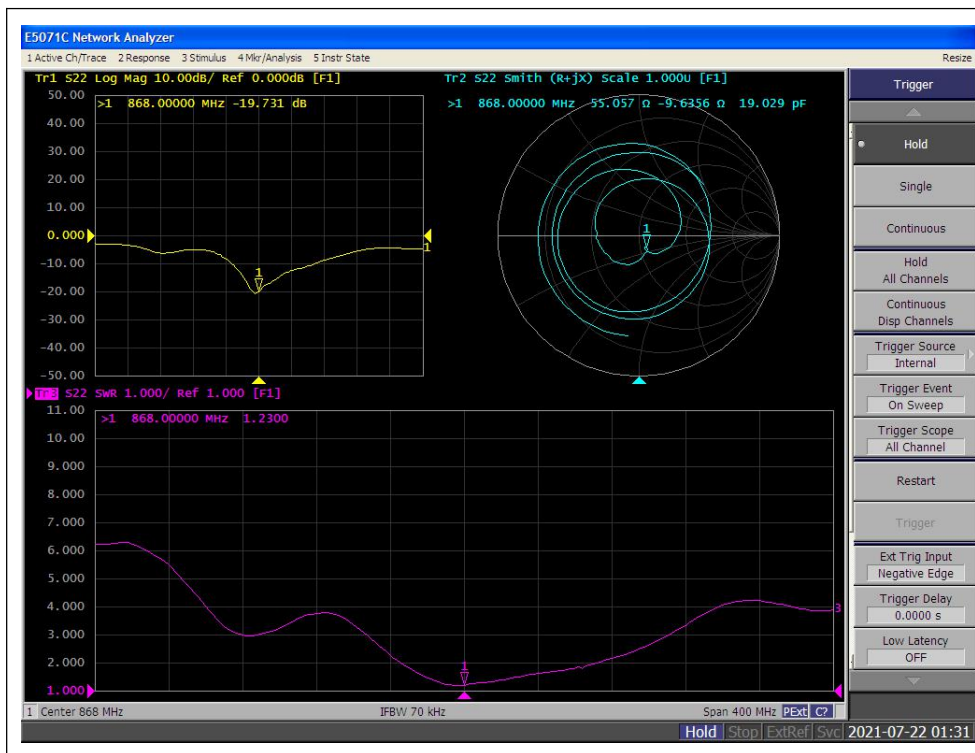 E5071C Network Analyzer
1 Active Ch/Trace 2 Response 3 Stimulus 4 Mkr/Analysis 5 Instr State
Resize
Tr1 S22 Log Mag 10.00dB/ Ref 0.000dB [F1]
50.00
>1 868.00000 MHz -19.731 dB
40.00
30.00
20.00
10.00
0.000
-10.00
-20.00
-30.00
-40.00
-50.00
1
1
Tr2 S22 Smith (R+jX) Scale 1.000U [F1]
>1 868.00000 MHz 55.057 Ω -9.6356 Ω 19.029 pF
1
Tr3 S22 SWR 1.000/ Ref 1.000 [F1]
11.00
>1 868.00000 MHz 1.2300
10.00
9.000
8.000
7.000
6.000
5.000
4.000
3.000
2.000
1.000
1
3
1 Center 868 MHz IFBW 70 kHz Span 400 MHz PExt C?
Trigger
Hold
Single
Continuous
Hold
All Channels
Continuous
Disp Channels
Trigger Source
Internal
Trigger Event
On Sweep
Trigger Scope
All Channel
Restart
Trigger
Ext Trig Input
Negative Edge
Trigger Delay
0.0000 s
Low Latency
OFF
Hold Stop ExtRef Svc 2021-07-22 01:31